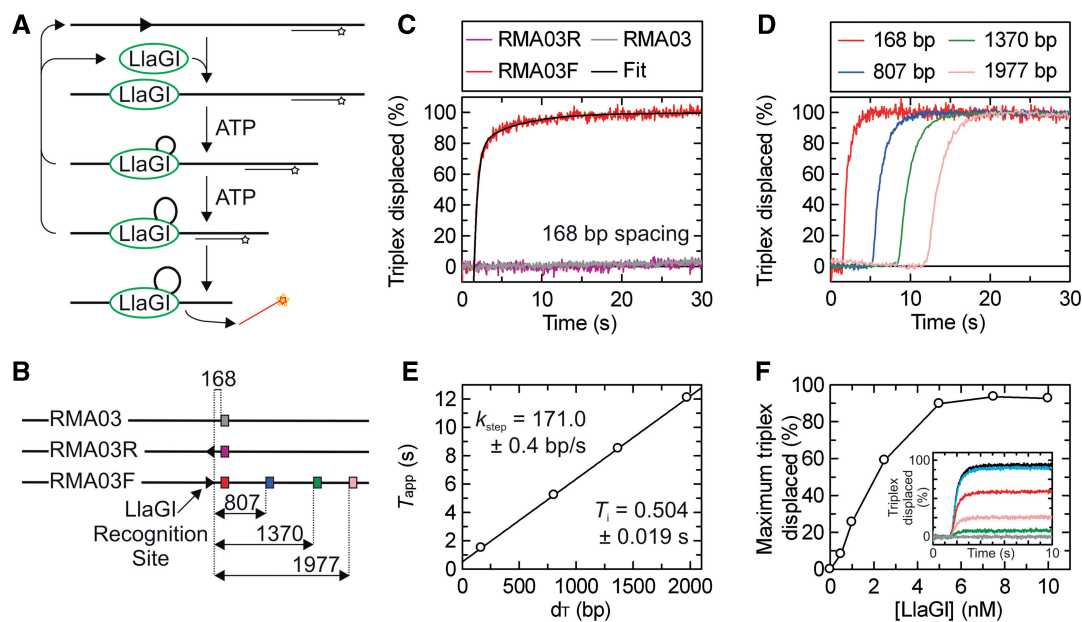 A
LlaGI
LlaGI
ATP
LlaGI
ATP
LlaGI
LlaGI
B
168
RMA03
RMA03R
RMA03F
LlaGI
Recognition
Site
807
1370
1977
C
RMA03R
RMA03
RMA03F
Fit
Triplex displaced (%)
100
80
60
40
20
0
168 bp spacing
0
10
20
30
Time (s)
D
168 bp
1370 bp
807 bp
1977 bp
Triplex displaced (%)
100
80
60
40
20
0
0
10
20
30
Time (s)
E
Tapp (s)
12
10
8
6
4
2
0
kstep = 171.0
± 0.4 bp/s
Ti = 0.504
± 0.019 s
0
500
1000
1500
2000
dT (bp)
F
Maximum triplex
displaced (%)
100
80
60
40
20
0
Triplex
displaced
(%)
100
0
0
Time (s)
10
0
2
4
6
8
10
[LlaGI] (nM)